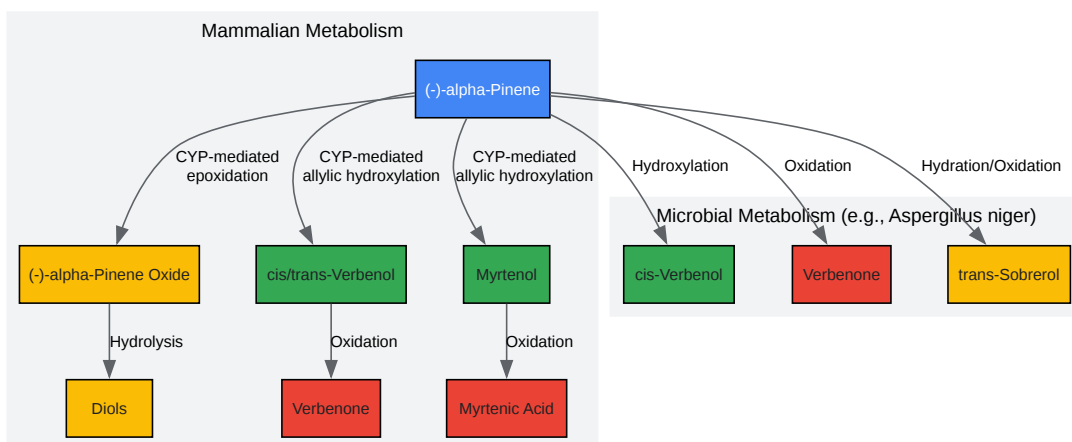 Mammalian Metabolism
(-)-alpha-Pinene
CYP-mediated
epoxidation
CYP-mediated
allylic hydroxylation
CYP-mediated
allylic hydroxylation
Hydroxylation
Oxidation
Hydration/Oxidation
Microbial Metabolism (e.g., Aspergillus niger)
(-)-alpha-Pinene Oxide
cis/trans-Verbenol
Myrtenol
cis-Verbenol
Verbenone
trans-Sobrerol
Hydrolysis
Oxidation
Oxidation
Diols
Verbenone
Myrtenic Acid